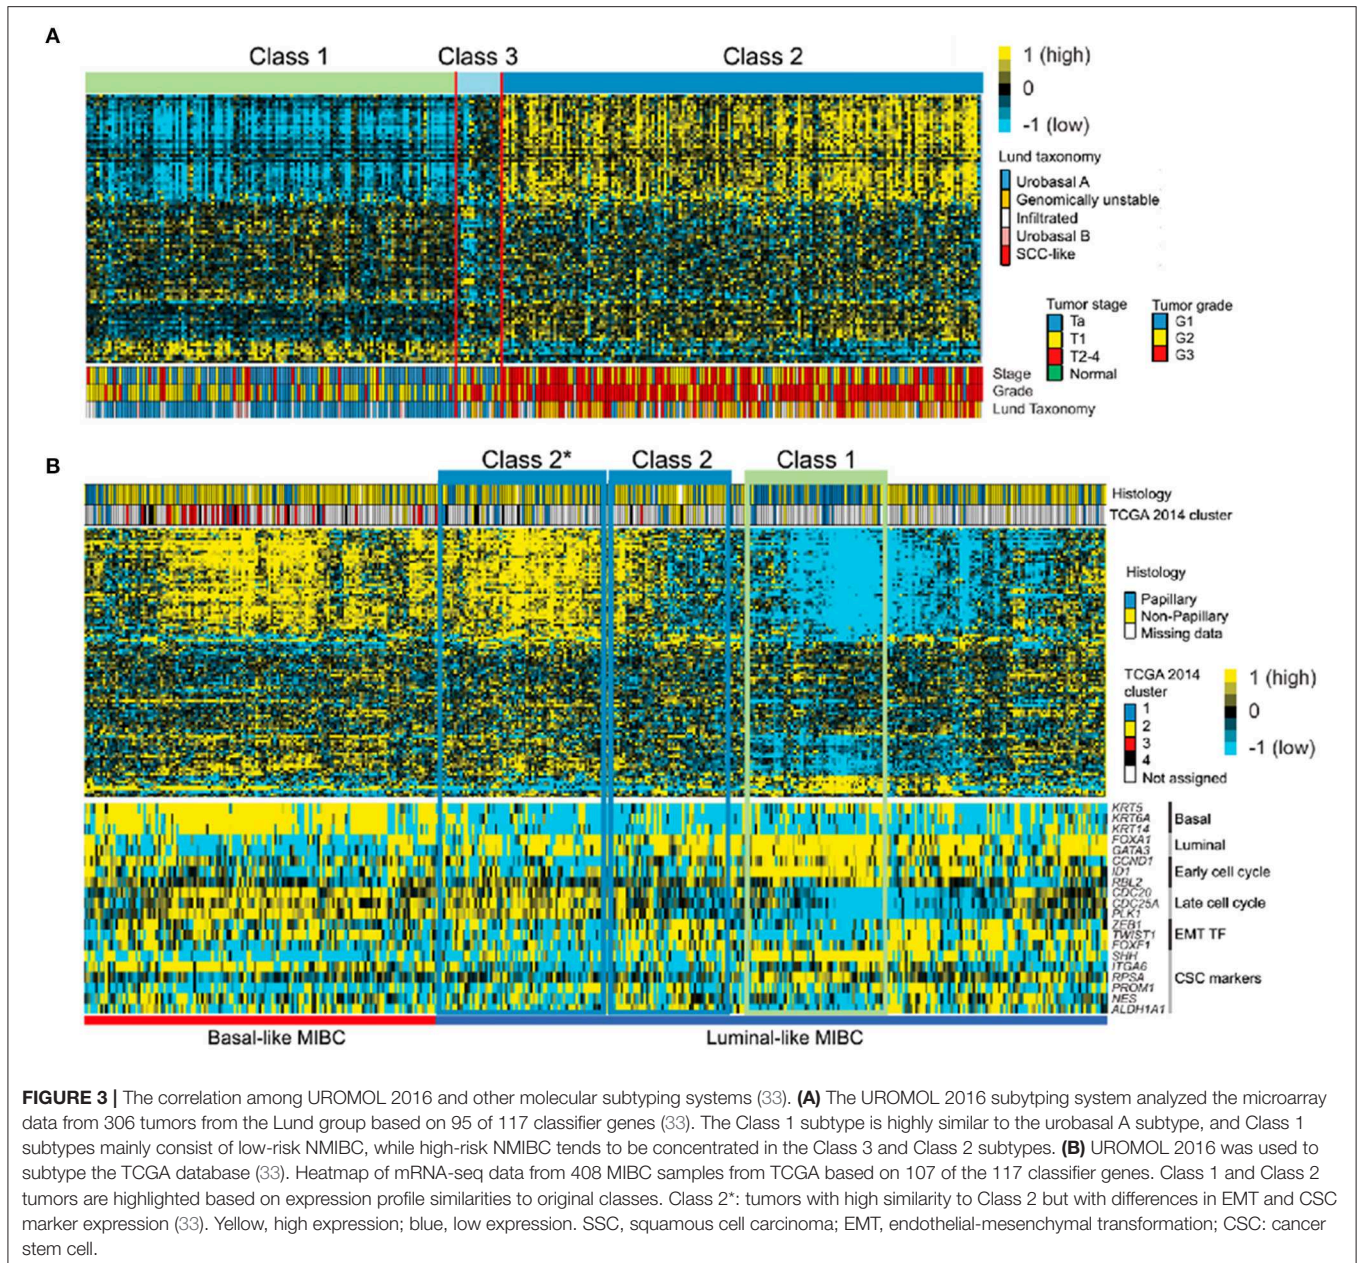 A
Class 1
Class 3
Class 2
1 (high)
0
-1 (low)
Lund taxonomy
Urobasal A
Genomically unstable
Infiltrated
Urobasal B
SCC-like
Tumor stage
Ta
T1
T2-4
Normal
Tumor grade
G1
G2
G3
Stage
Grade
Lund Taxonomy
B
Class 2*
Class 2
Class 1
Histology
TCGA 2014 cluster
Histology
Papillary
Non-Papillary
Missing data
TCGA 2014
cluster
1
2
3
4
Not assigned
1 (high)
0
-1 (low)
KRT5
KRT6A
KRT14
FOXA1
GATA3
CCND1
ID1
RBL2
CDC20
CDC25A
PLK1
ZEB1
TWIST1
FOXF1
SHH
ITGA6
RPSA
PROM1
NES
ALDH1A1
Basal
Luminal
Early cell cycle
Late cell cycle
EMT TF
CSC markers
Basal-like MIBC
Luminal-like MIBC
FIGURE 3 | The correlation among UROMOL 2016 and other molecular subtyping systems (33). (A) The UROMOL 2016 subytping system analyzed the microarray
data from 306 tumors from the Lund group based on 95 of 117 classifier genes (33). The Class 1 subtype is highly similar to the urobasal A subtype, and Class 1
subtypes mainly consist of low-risk NMIBC, while high-risk NMIBC tends to be concentrated in the Class 3 and Class 2 subtypes. (B) UROMOL 2016 was used to
subtype the TCGA database (33). Heatmap of mRNA-seq data from 408 MIBC samples from TCGA based on 107 of the 117 classifier genes. Class 1 and Class 2
tumors are highlighted based on expression profile similarities to original classes. Class 2*: tumors with high similarity to Class 2 but with differences in EMT and CSC
marker expression (33). Yellow, high expression; blue, low expression. SSC, squamous cell carcinoma; EMT, endothelial-mesenchymal transformation; CSC: cancer
stem cell.